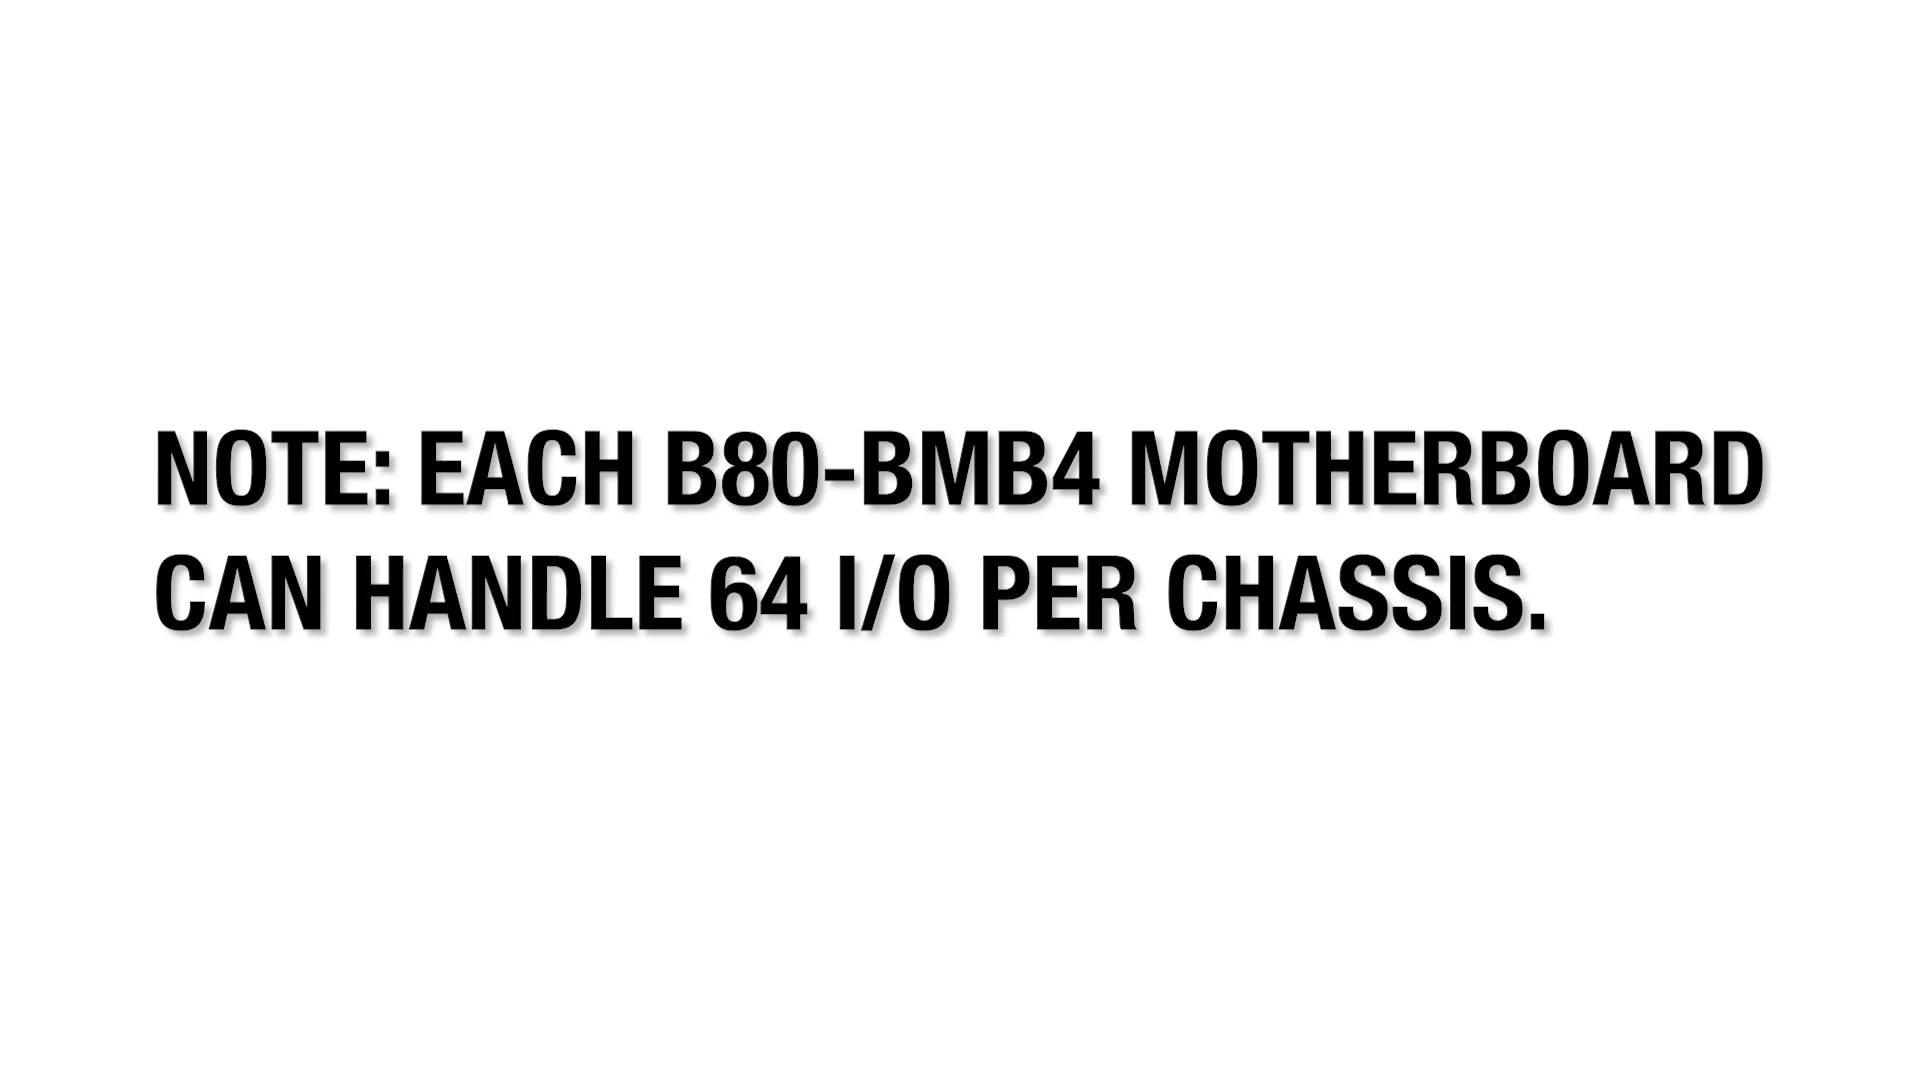 NOTE: EACH B80-BMB4 MOTHERBOARD
CAN HANDLE 64 I/O PER CHASSIS.